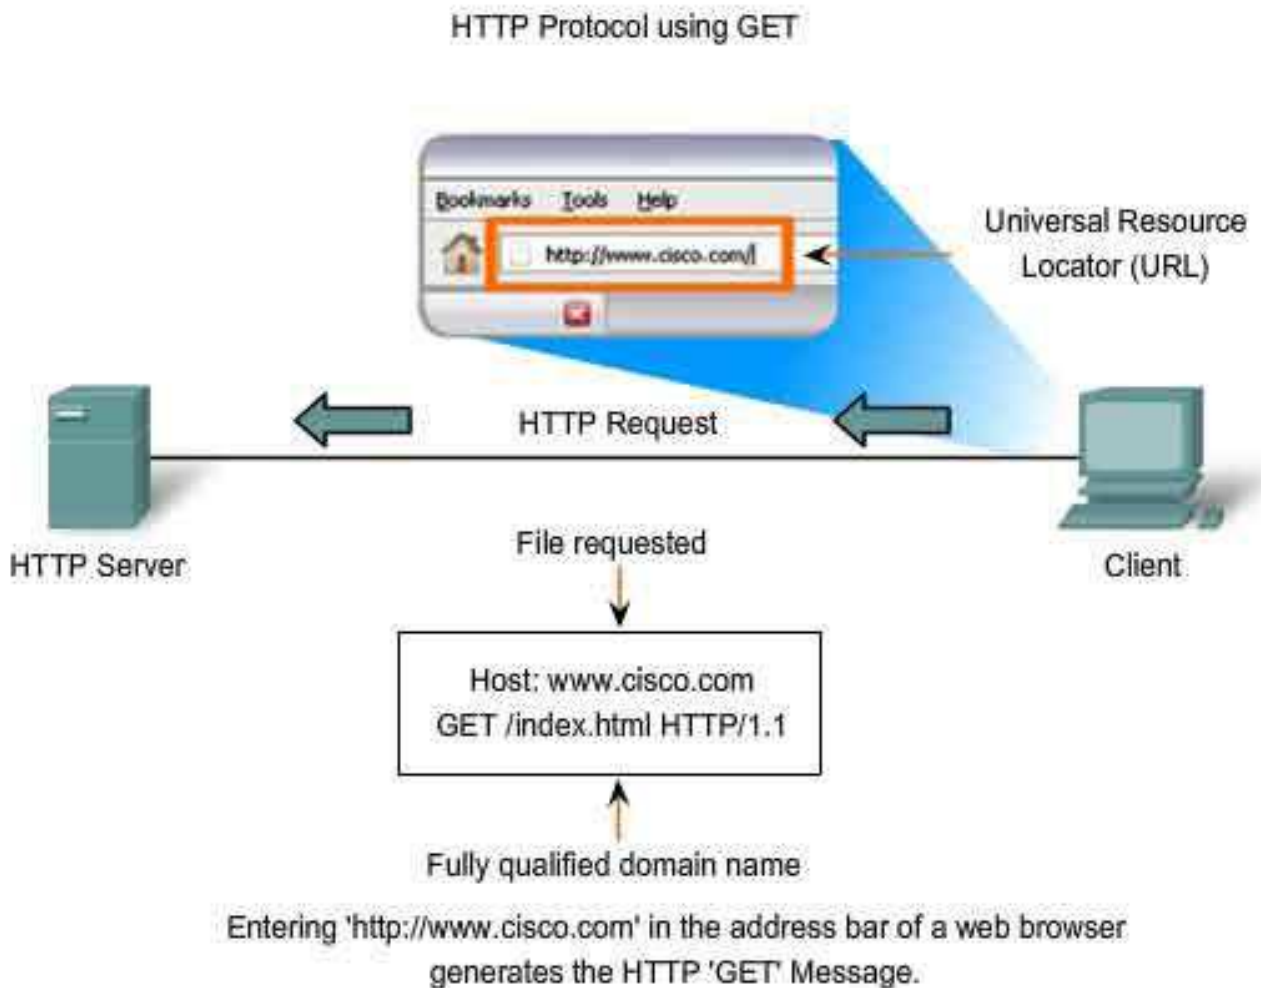 HTTP Protocol using GET
Bookmarks Tools Help
http://www.cisco.com/
Universal Resource
Locator (URL)
HTTP Request
HTTP Server
Client
File requested
Host: www.cisco.com
GET /index.html HTTP/1.1
Fully qualified domain name
Entering 'http://www.cisco.com' in the address bar of a web browser
generates the HTTP 'GET' Message.